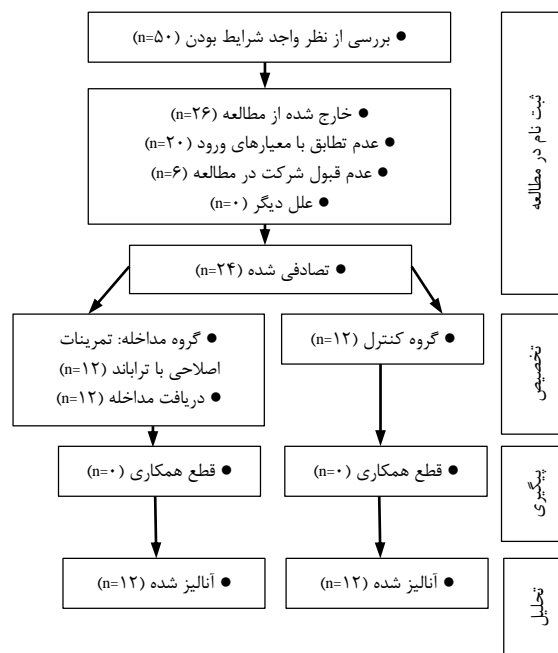 ● بررسی از نظر واجد شرایط بودن (n=۵۰)
ثبت نام در مطالعه
● خارج شده از مطالعه (n=۲۶)
● عدم تطابق با معیارهای ورود (n=۲۰)
● عدم قبول شرکت در مطالعه (n=۶)
● علل دیگر (n=۰)
● تصادفی شده (n=۲۴)
تخصیص
● گروه کنترل (n=۱۲)
● گروه مداخله: تمرینات
اصلاحی با تراباند (n=۱۲)
● دریافت مداخله (n=۱۲)
پیگیری
● قطع همکاری (n=۰)
● قطع همکاری (n=۰)
تحلیل
● آنالیز شده (n=۱۲)
● آنالیز شده (n=۱۲)